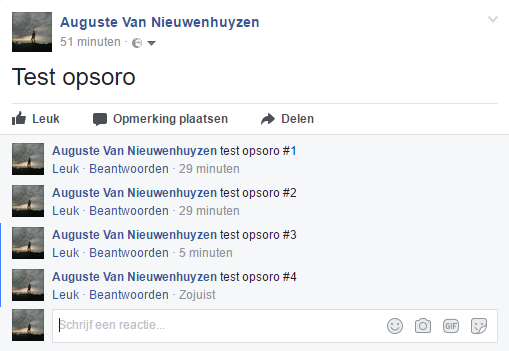 Auguste Van Nieuwenhuyzen
51 minuten ·
Test opsoro
Leuk Opmerking plaatsen Delen
Auguste Van Nieuwenhuyzen test opsoro #1
Leuk · Beantwoorden · 29 minuten
Auguste Van Nieuwenhuyzen test opsoro #2
Leuk · Beantwoorden · 29 minuten
Auguste Van Nieuwenhuyzen test opsoro #3
Leuk · Beantwoorden · 5 minuten
Auguste Van Nieuwenhuyzen test opsoro #4
Leuk · Beantwoorden · Zojuist
Schrijf een reactie... GIF